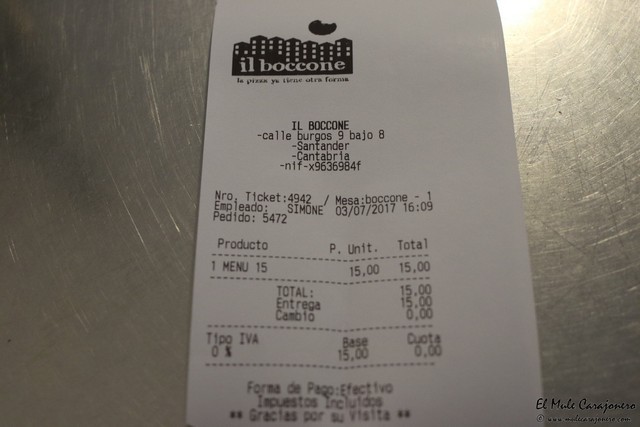 il boccone
la pizza ya tiene otra forma
IL BOCCONE
-calle burgos 9 bajo 8
-Santander
-Cantabria
-nif-x9636984f
Nro. Ticket:4942 / Mesa:boccone - 1
Empleado: SIMONE 03/07/2017 16:09
Pedido: 5472
Producto P. Unit. Total
1 MENU 15 15,00 15,00
TOTAL: 15,00
Entrega 15,00
Cambio 0,00
Tipo IVA Base Cuota
0 % 15,00 0,00
Forma de Pago:Efectivo
Impuestos Incluidos
** Gracias por su Visita **
El Mule Carajonero
© www.mulecarajonero.com